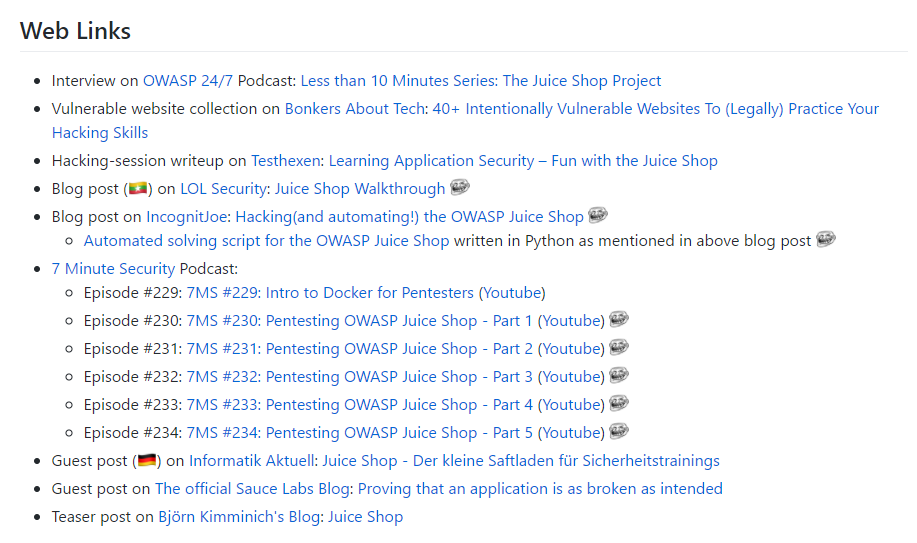 Web Links
Interview on OWASP 24/7 Podcast: Less than 10 Minutes Series: The Juice Shop Project
Vulnerable website collection on Bonkers About Tech: 40+ Intentionally Vulnerable Websites To (Legally) Practice Your
Hacking Skills
Hacking-session writeup on Testhexen: Learning Application Security – Fun with the Juice Shop
Blog post (🇲🇲) on LOL Security: Juice Shop Walkthrough
Blog post on IncognitJoe: Hacking(and automating!) the OWASP Juice Shop
Automated solving script for the OWASP Juice Shop written in Python as mentioned in above blog post
7 Minute Security Podcast:
Episode #229: 7MS #229: Intro to Docker for Pentesters (Youtube)
Episode #230: 7MS #230: Pentesting OWASP Juice Shop - Part 1 (Youtube)
Episode #231: 7MS #231: Pentesting OWASP Juice Shop - Part 2 (Youtube)
Episode #232: 7MS #232: Pentesting OWASP Juice Shop - Part 3 (Youtube)
Episode #233: 7MS #233: Pentesting OWASP Juice Shop - Part 4 (Youtube)
Episode #234: 7MS #234: Pentesting OWASP Juice Shop - Part 5 (Youtube)
Guest post (🇩🇪) on Informatik Aktuell: Juice Shop - Der kleine Saftladen für Sicherheitstrainings
Guest post on The official Sauce Labs Blog: Proving that an application is as broken as intended
Teaser post on Björn Kimminich's Blog: Juice Shop